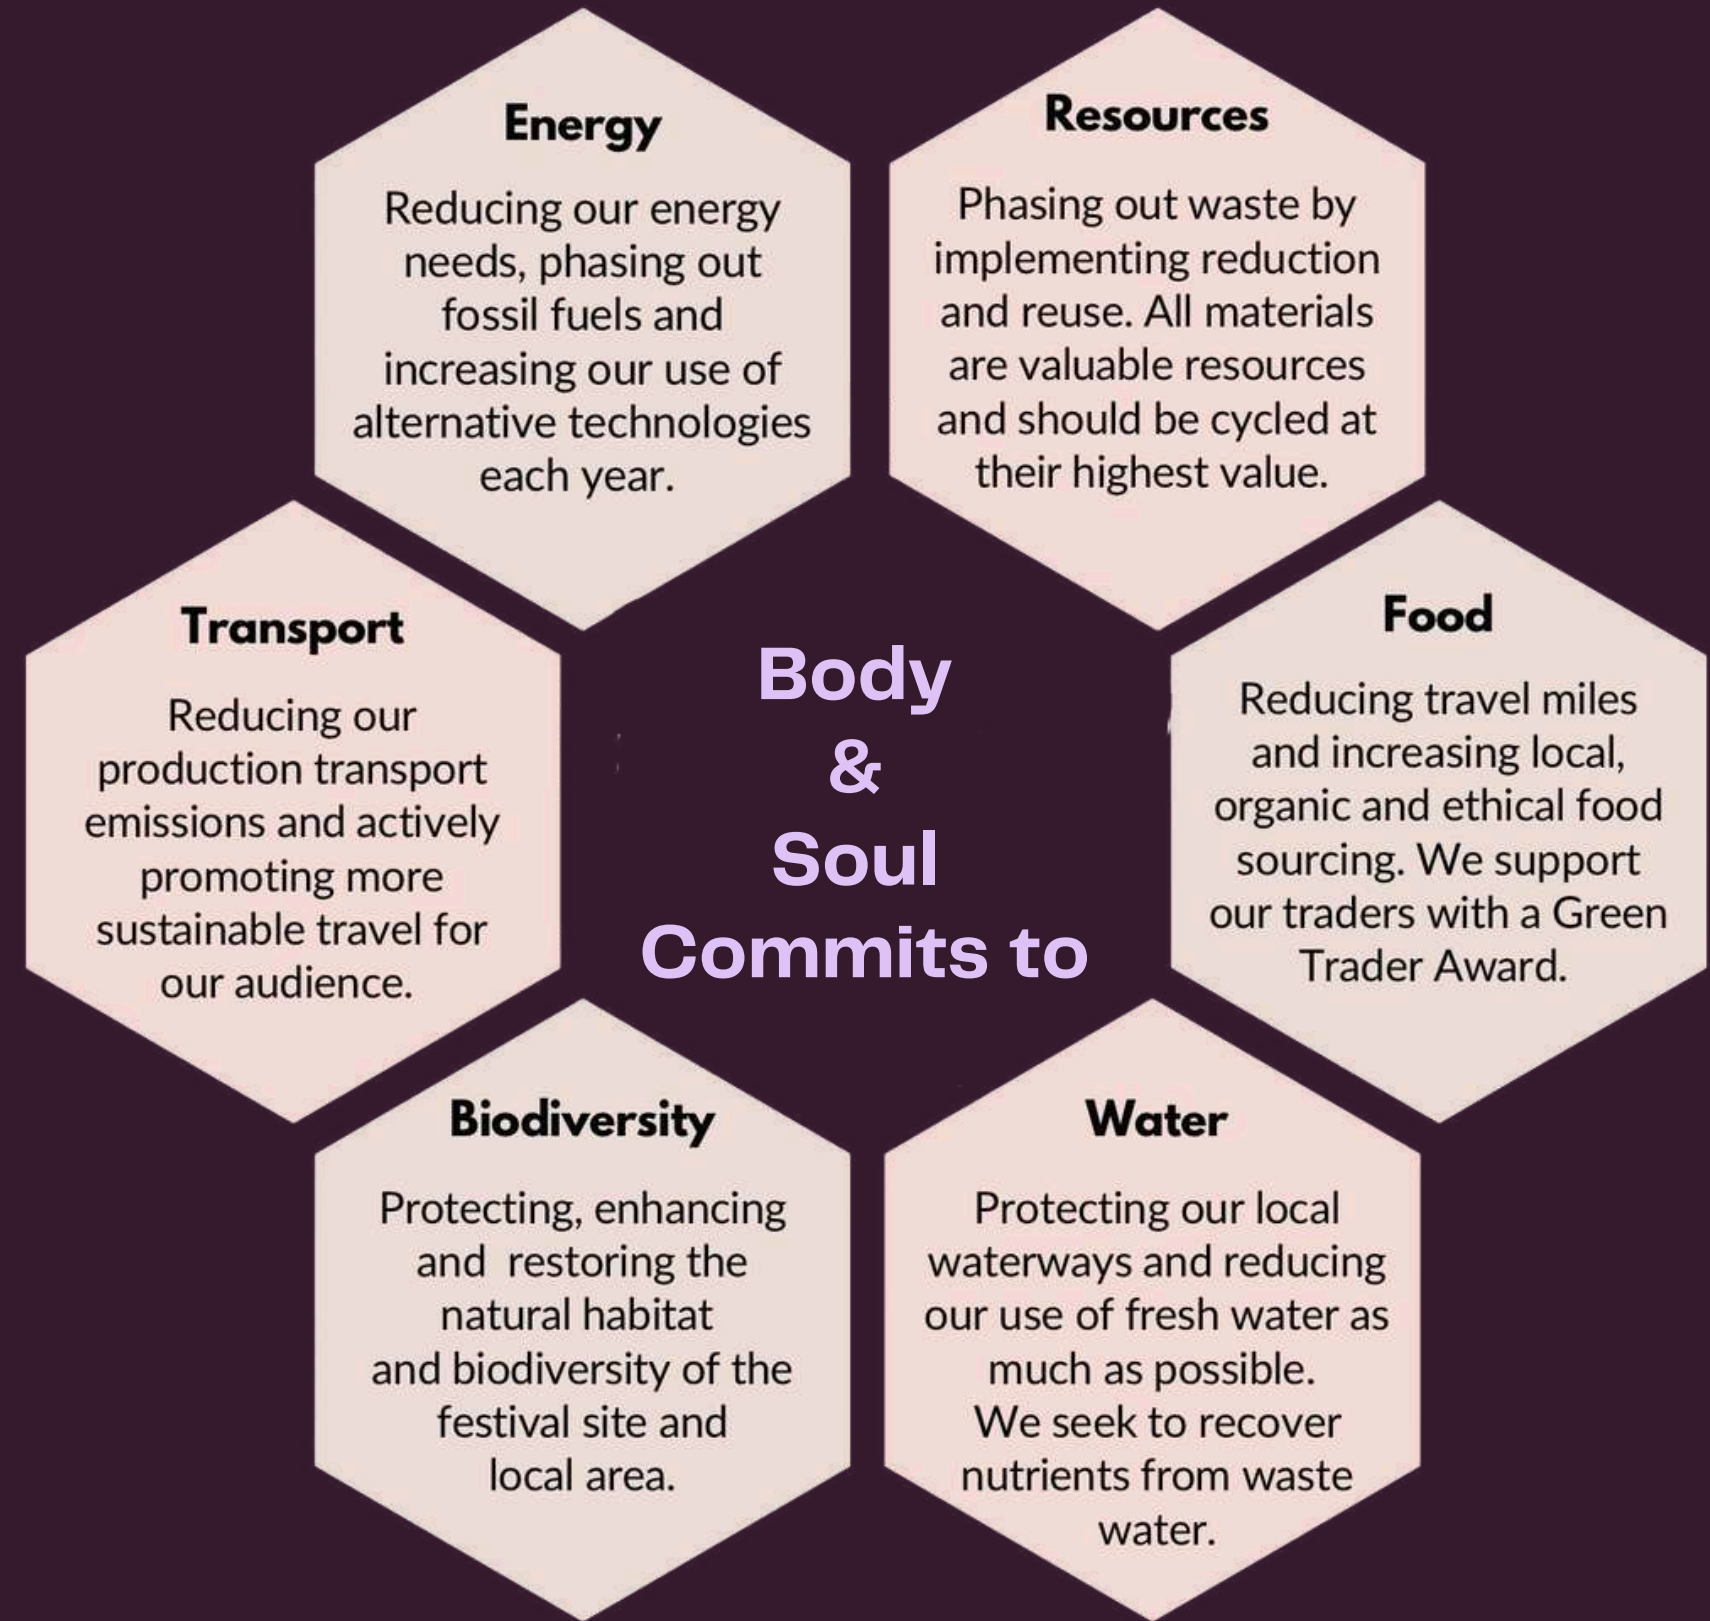 Energy
Reducing our energy
needs, phasing out
fossil fuels and
increasing our use of
alternative technologies
each year.
Resources
Phasing out waste by
implementing reduction
and reuse. All materials
are valuable resources
and should be cycled at
their highest value.
Transport
Reducing our
production transport
emissions and actively
promoting more
sustainable travel for
our audience.
Body
&
Soul
Commits to
Food
Reducing travel miles
and increasing local,
organic and ethical food
sourcing. We support
our traders with a Green
Trader Award.
Biodiversity
Protecting, enhancing
and  restoring the
natural habitat
and biodiversity of the
festival site and
local area.
Water
Protecting our local
waterways and reducing
our use of fresh water as
much as possible.
We seek to recover
nutrients from waste
water.